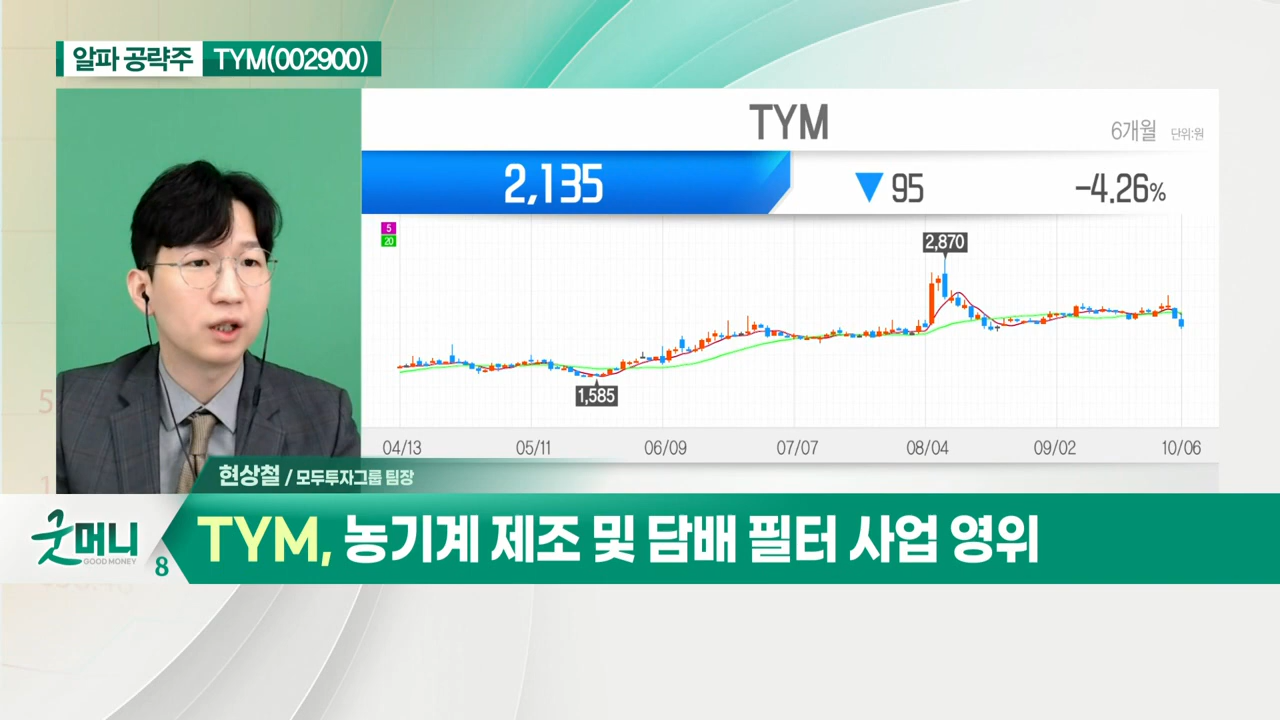 알파 공략주 TYM(002900)
TYM
6개월 단위:원
2,135 ▼ 95 -4.26%
5
20
2,870
1,585
04/13 05/11 06/09 07/07 08/04 09/02 10/06
현상철 / 모두투자그룹 팀장
TYM, 농기계 제조 및 담배 필터 사업 영위
굿머니
GOOD MONEY
8